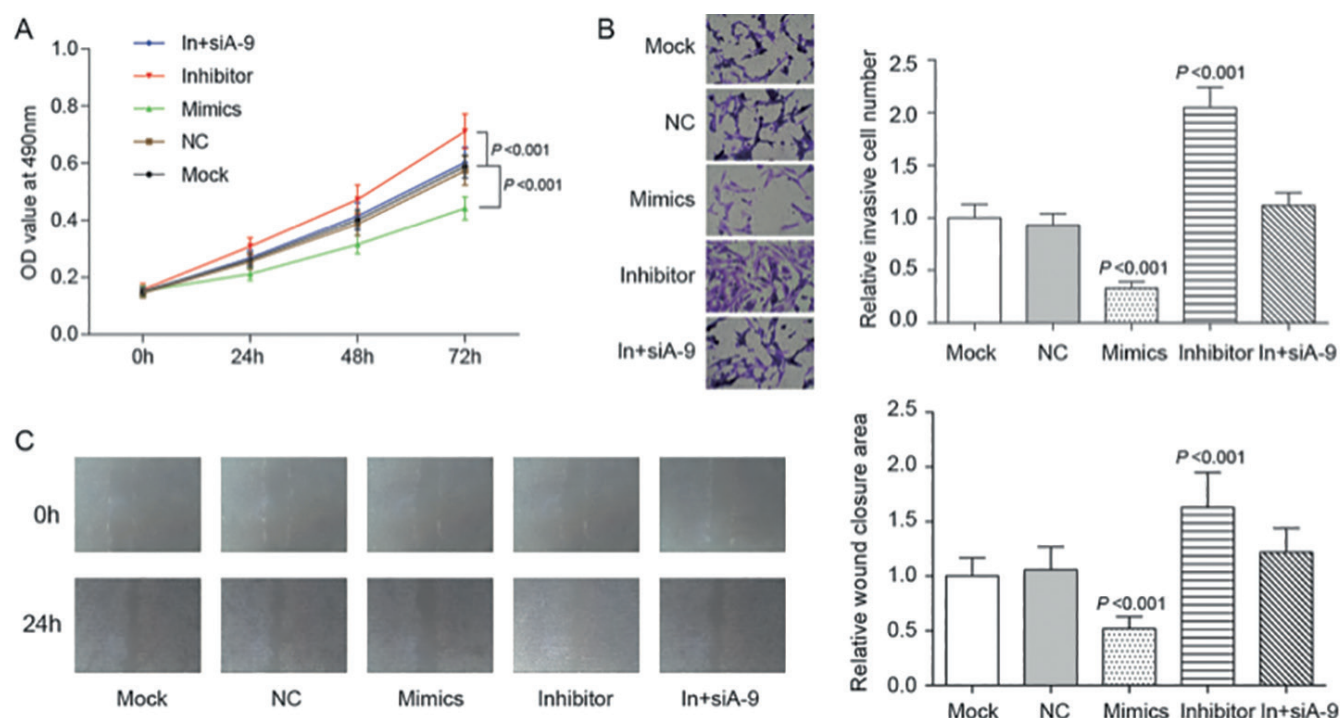 A
1.0
0.8
0.6
0.4
0.2
0.0
OD value at 490nm
In+siA-9
Inhibitor
Mimics
NC
Mock
P<0.001
P<0.001
0h 24h 48h 72h
B
Mock
NC
Mimics
Inhibitor
In+siA-9
Relative invasive cell number
2.5
2.0
1.5
1.0
0.5
0.0
P<0.001
P<0.001
Mock NC Mimics Inhibitor In+siA-9
C
0h
24h
Mock NC Mimics Inhibitor In+siA-9
Relative wound closure area
2.5
2.0
1.5
1.0
0.5
0.0
P<0.001
P<0.001
Mock NC Mimics Inhibitor In+siA-9